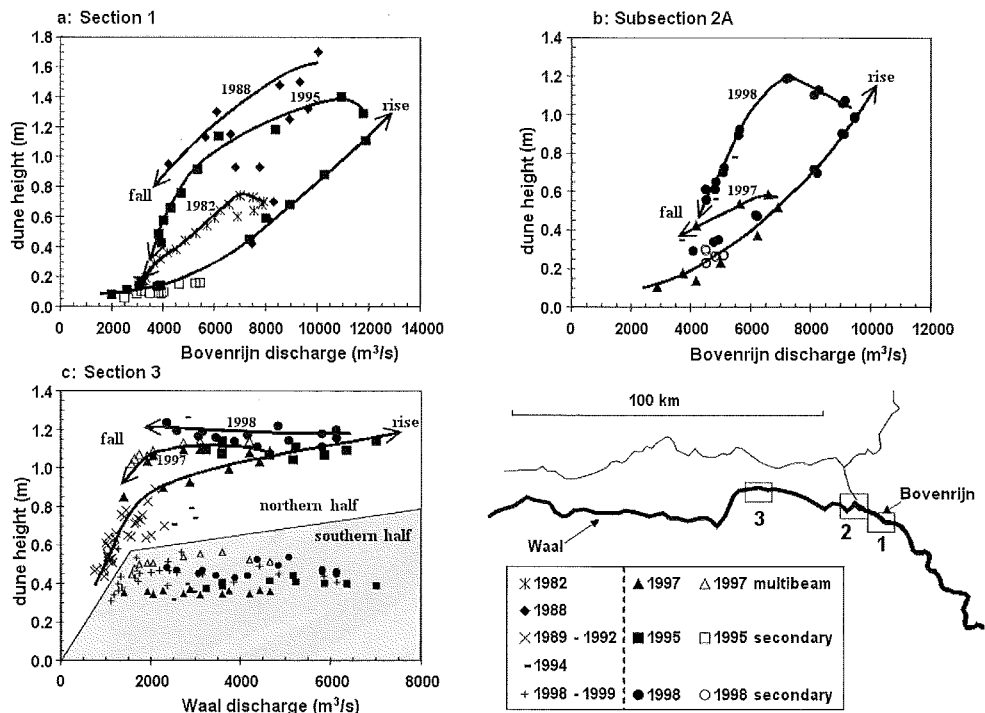 a: Section 1
dune height (m)
1.8
1.6
1.4
1.2
1.0
0.8
0.6
0.4
0.2
0.0
1988
1995
rise
fall
1982
0 2000 4000 6000 8000 10000 12000 14000
Bovenrijn discharge (m³/s)
b: Subsection 2A
dune height (m)
1.4
1.2
1.0
0.8
0.6
0.4
0.2
0.0
rise
1998
1997
fall
0 2000 4000 6000 8000 10000 12000
Bovenrijn discharge (m³/s)
c: Section 3
dune height (m)
1.4
1.2
1.0
0.8
0.6
0.4
0.2
0.0
1998
rise
fall
1997
northern half
southern half
0 2000 4000 6000 8000
Waal discharge (m³/s)
100 km
Bovenrijn
3
2
1
Waal
1982
1988
1989 - 1992
1994
1998 - 1999
1997
1995
1998
1997 multibeam
1995 secondary
1998 secondary